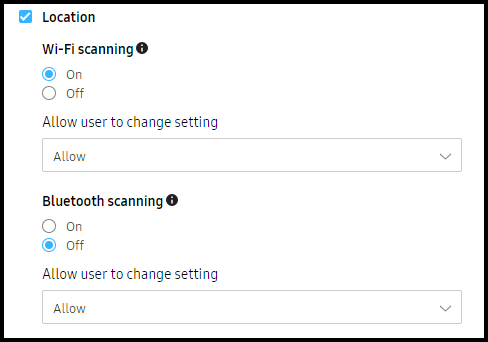 Location
Wi-Fi scanning
On
Off
Allow user to change setting
Allow
Bluetooth scanning
On
Off
Allow user to change setting
Allow